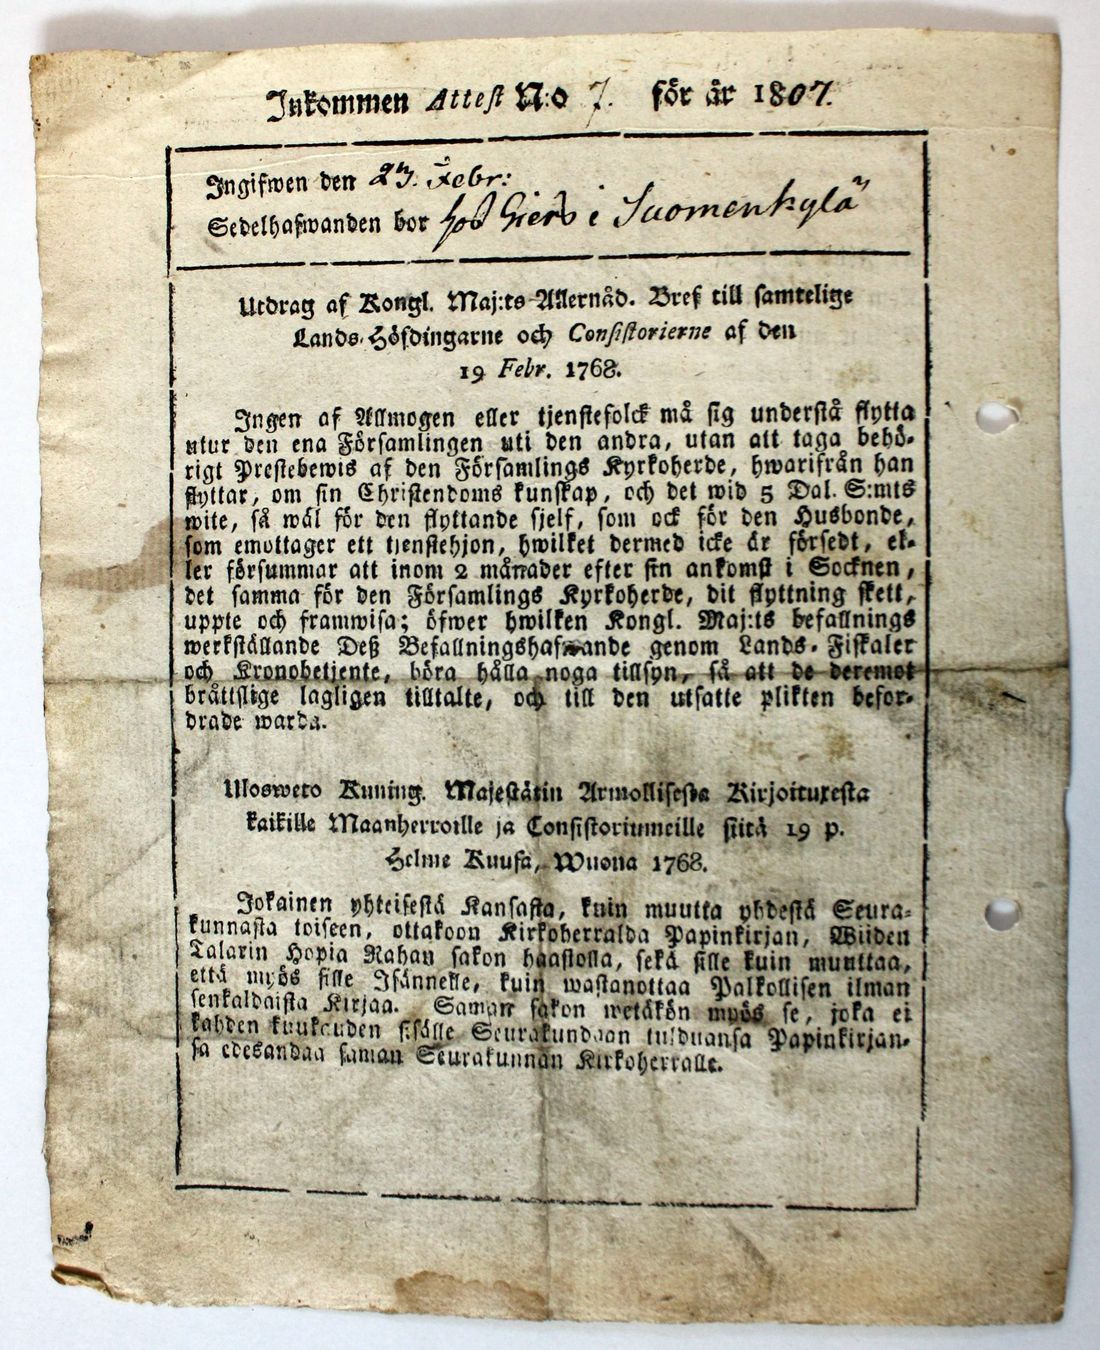 Inkommen Attest N:o 7. för år 1807.
Ingifwen den 27. Febr:
Sedelhafwanden bor hos Giers i Suomenkylä
Utdrag af Kongl. Maj:ts Allernåd. Bref till samtelige
Lands-Höfdingarne och Consistorierne af den
19 Febr. 1768.
Ingen af Allmogen eller tjenstefolck må sig understå flytta
utur den ena Församlingen uti den andra, utan att taga behö-
rigt Prestebewis af den Församlings Kyrkoherde, hwarifrån han
flyttar, om sin Christendoms kunskap, och det wid 5 Dal. S:mts
wite, så wäl för den flyttande sjelf, som ock för den Husbonde,
som emottager ett tjenstehjon, hwilket dermed icke är försedt, el-
ler försummar att inom 2 månader efter sin ankomst i Socknen,
det samma för den Församlings Kyrkoherde, dit flyttning skett,
uppte och framwisa; öfwer hwilken Kongl. Maj:ts befallnings
werkställande Deß Befallningshafwande genom Lands-Fiskaler
och Kronobetjente, böra hålla noga tillsyn, så att de deremot
bråttslige lagligen tilltalte, och till den utsatte plikten befor-
drade warda.
Ulosweto Kuning. Majestätin Armollisesta Kirjoituxesta
kaikille Maanherroille ja Consistoriumeille siitä 19 p.
Helme Kuusa, Wuona 1768.
Jokainen yhteisestä Kansasta, kuin muutta yhdestä Seura-
kunnasta toiseen, ottakoon Kirkoherralda Papinkirjan, Wiiden
Talarin Hopia Rahan sakon haastolla, sekä sille kuin muuttaa,
että myös sille Isännelle, kuin wastanottaa Palkollisen ilman
senkaldaista Kirjaa. Saman sakon wetäkön myös se, joka ei
kahden kuukauden sisälle Seurakundaan tulduansa Papinkirjan-
sa edesandaa saman Seurakunnan Kirkoherralle.